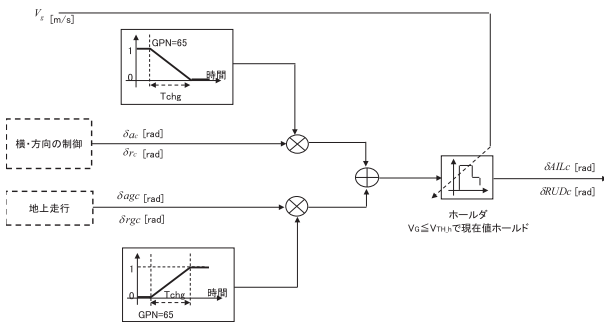 Vg [m/s]
GPN=65
1
0
時間
Tchg
横・方向の制御
δac [rad]
δrc [rad]
地上走行
δagc [rad]
δrgc [rad]
δAILc [rad]
δRUDc [rad]
ホールダ
VG≦VTH_hで現在値ホールド
1
Tchg
時間
0
GPN=65